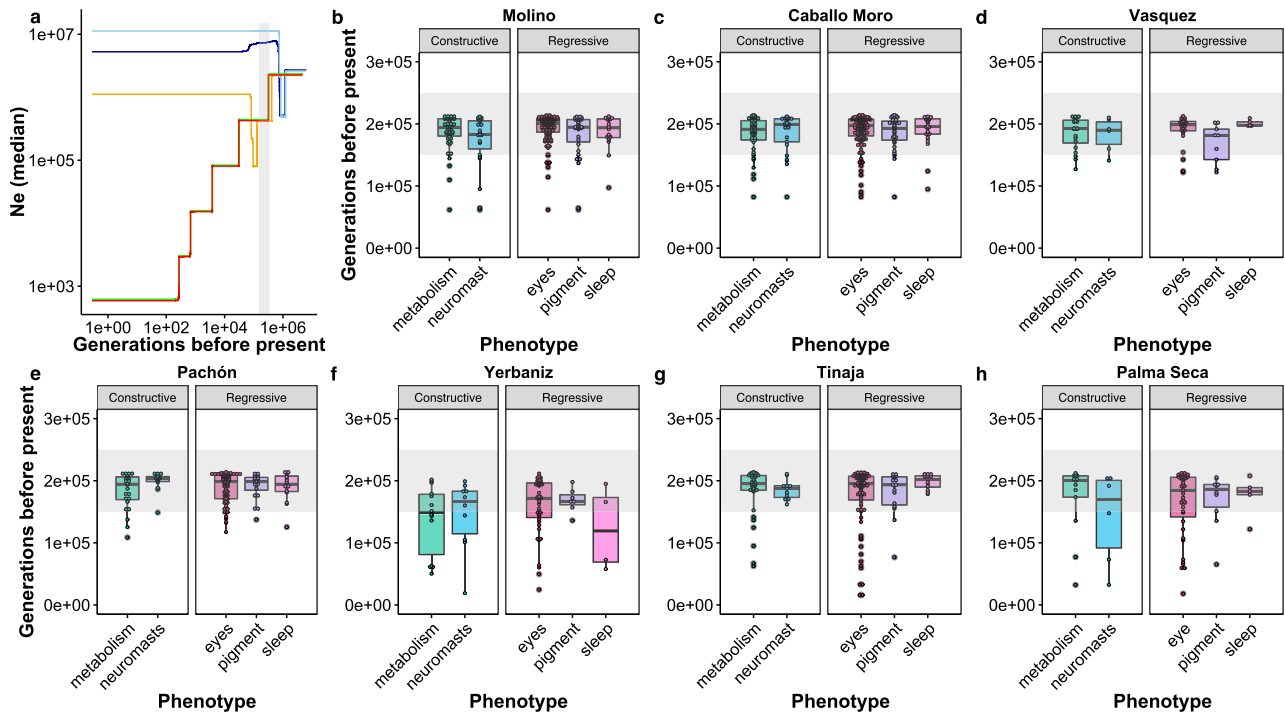 a
Ne (median)
1e+07
1e+05
1e+03
1e+00 1e+02 1e+04 1e+06
Generations before present
b
Molino
Constructive Regressive
Generations before present
3e+05
2e+05
1e+05
0e+00
metabolism neuromast eyes pigment sleep
Phenotype
c
Caballo Moro
Constructive Regressive
3e+05
2e+05
1e+05
0e+00
metabolism neuromasts eyes pigment sleep
Phenotype
d
Vasquez
Constructive Regressive
3e+05
2e+05
1e+05
0e+00
metabolism neuromasts eyes pigment sleep
Phenotype
e
Pachón
Constructive Regressive
Generations before present
3e+05
2e+05
1e+05
0e+00
metabolism neuromasts eyes pigment sleep
Phenotype
f
Yerbaniz
Constructive Regressive
3e+05
2e+05
1e+05
0e+00
metabolism neuromasts eyes pigment sleep
Phenotype
g
Tinaja
Constructive Regressive
3e+05
2e+05
1e+05
0e+00
metabolism neuromast eyes pigment sleep
Phenotype
h
Palma Seca
Constructive Regressive
3e+05
2e+05
1e+05
0e+00
metabolism neuromasts eye pigment sleep
Phenotype